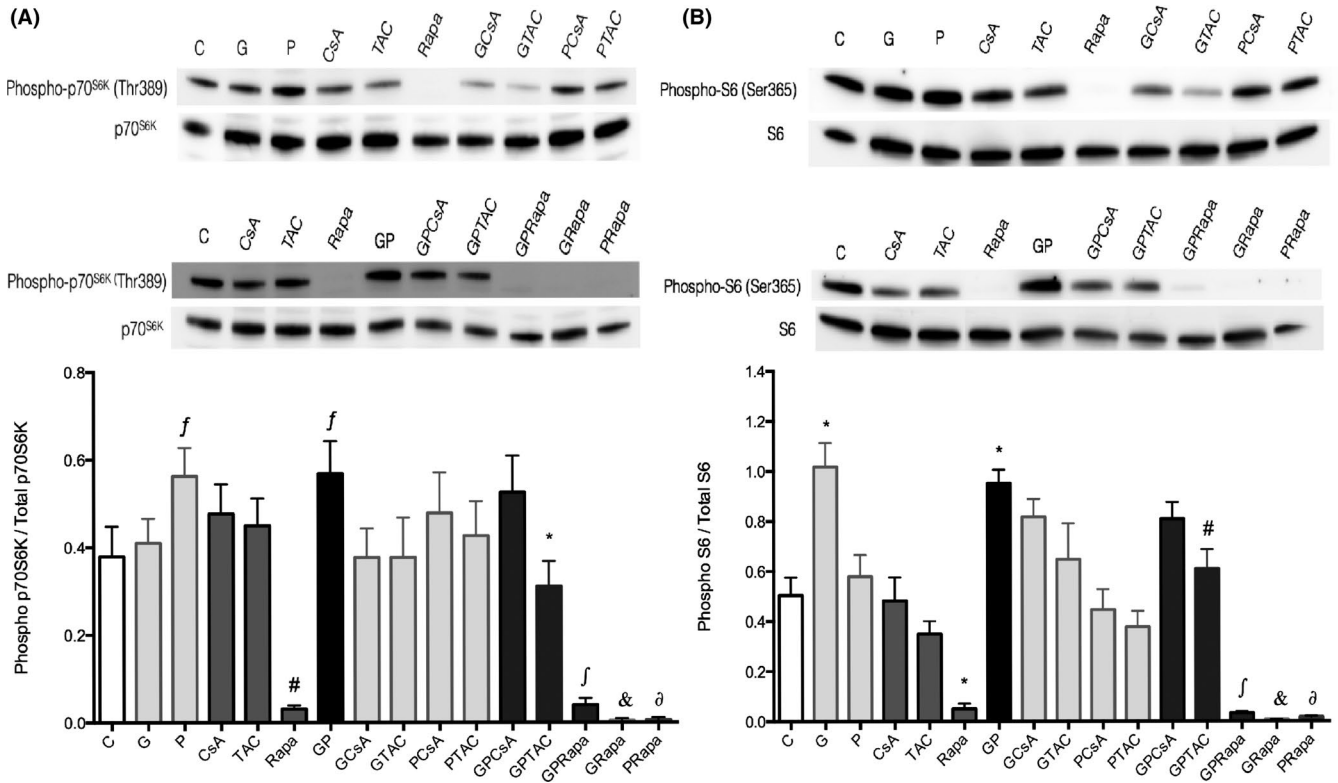 (A)
C G P CsA TAC Rapa GCsA GTAC PCsA PTAC
Phospho-p70S6K (Thr389)
p70S6K
C CsA TAC Rapa GP GPCsA GPTAC GPRapa GRapa PRapa
Phospho-p70S6K (Thr389)
p70S6K
Phospho p70S6K / Total p70S6K
0.8
0.6
0.4
0.2
0.0
ƒ # ƒ * ∫ & ∂
C G P CsA TAC Rapa GP GCsA GTAC PCsA PTAC GPCsA GPTAC GPRapa GRapa PRapa
(B)
C G P CsA TAC Rapa GCsA GTAC PCsA PTAC
Phospho-S6 (Ser365)
S6
C CsA TAC Rapa GP GPCsA GPTAC GPRapa GRapa PRapa
Phospho-S6 (Ser365)
S6
Phospho S6 / Total S6
1.4
1.2
1.0
0.8
0.6
0.4
0.2
0.0
* * * # ∫ & ∂
C G P CsA TAC Rapa GP GCsA GTAC PCsA PTAC GPCsA GPTAC GPRapa GRapa PRapa